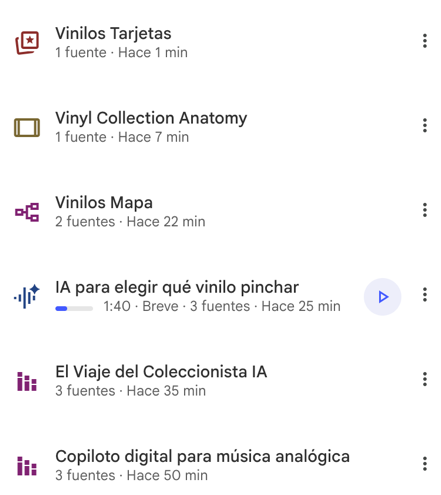 Vinilos Tarjetas
1 fuente · Hace 1 min
Vinyl Collection Anatomy
1 fuente · Hace 7 min
Vinilos Mapa
2 fuentes · Hace 22 min
IA para elegir qué vinilo pinchar
1:40 · Breve · 3 fuentes · Hace 25 min
El Viaje del Coleccionista IA
3 fuentes · Hace 35 min
Copiloto digital para música analógica
3 fuentes · Hace 50 min